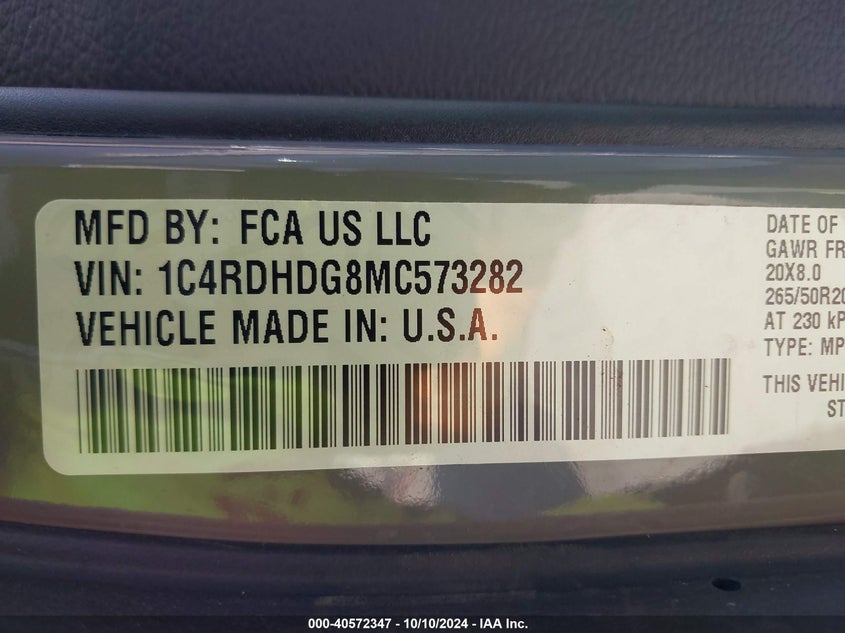 MFD BY: FCA US LLC
VIN: 1C4RDHDG8MC573282
VEHICLE MADE IN: U.S.A.
DATE OF
GAWR FR
20X8.0
265/50R20
AT 230 kP
TYPE: MP
THIS VEHI
ST
000-40572347 - 10/10/2024 - IAA Inc.